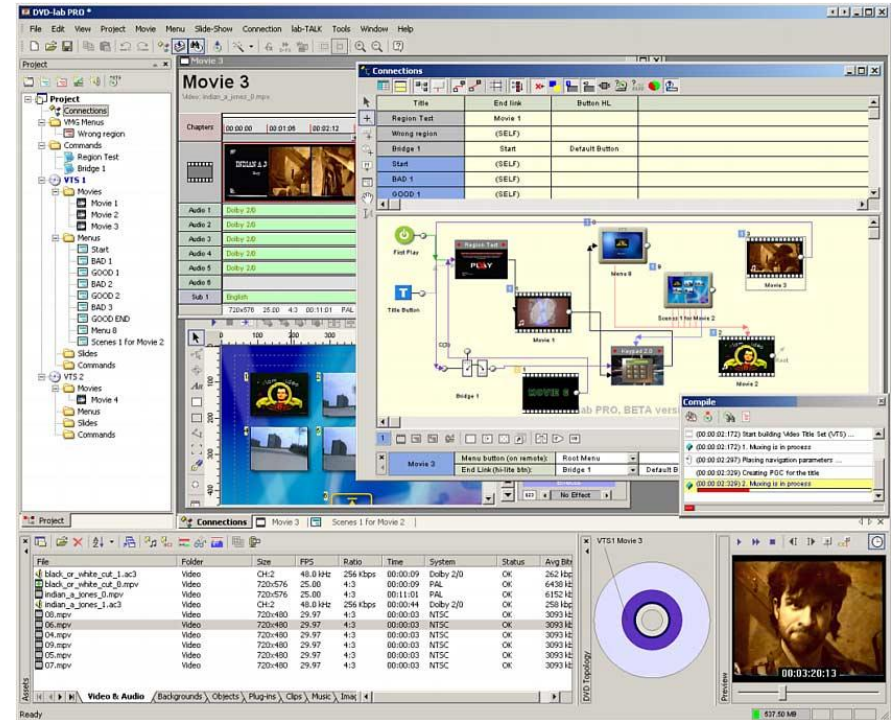 DVD-lab PRO *
File Edit View Project Movie Menu Slide-Show Connection lab-TALK Tools Window Help
Project
Project
Connections
VMG Menus
Wrong region
Commands
Region Test
Bridge 1
VTS 1
Movies
Movie 1
Movie 2
Movie 3
Menus
Start
BAD 1
GOOD 1
BAD 2
GOOD 2
BAD 3
GOOD END
Menu 8
Scenes 1 for Movie 2
Slides
Commands
VTS 2
Movies
Movie 4
Menus
Slides
Commands
Project
Movie 3
Movie 3
Video: indian_a_jones_0.mpv
Chapters 00:00:00 00:01:06 00:02:12
Audio 1 Dolby 2/0
Audio 2 Dolby 2/0
Audio 3 Dolby 2/0
Audio 4 Dolby 2/0
Audio 5 Dolby 2/0
Audio 6
Sub 1 English
720x576 25.00 4:3 00:11:01 PAL
Connections
Title End link Button HL
Region Test Movie 1
Wrong region (SELF)
Bridge 1 Start Default Button
Start (SELF)
BAD 1 (SELF)
GOOD 1 (SELF)
First Play
Region Test
PLAY
Title Button
Movie 1
Bridge 1
MOVIE 6
Menu 8
Scenes 1 for Movie 2
Movie 3
Keypad 2.0
Movie 2
lab PRO, BETA versi
Movie 3
Menu button (on remote): Root Menu
End Link (hi-lite btn): Bridge 1 Default B
No Effect
Compile
(00:00:02:172) Start building Video Title Set (VTS) ...
(00:00:02:172) 1. Muxing is in process
(00:00:02:297) Placing navigation parameters ...
(00:00:02:329) Creating PGC for the title
(00:00:02:329) 2. Muxing is in process
Connections Movie 3 Scenes 1 for Movie 2
File Folder Size FPS Ratio Time System Status Avg Bitr
black_or_white_cut_1.ac3 Video CH:2 48.0 kHz 256 Kbps 00:00:09 Dolby 2/0 OK 262 kbp
black_or_white_cut_0.mpv Video 720x576 25.00 4:3 00:00:09 PAL OK 6438 kb
indian_a_jones_0.mpv Video 720x576 25.00 4:3 00:11:01 PAL OK 6152 kb
indian_a_jones_1.ac3 Video CH:2 48.0 kHz 256 Kbps 00:00:44 Dolby 2/0 OK 258 kbp
08.mpv Video 720x480 29.97 4:3 00:00:03 NTSC OK 3093 kb
06.mpv Video 720x480 29.97 4:3 00:00:03 NTSC OK 3093 kb
04.mpv Video 720x480 29.97 4:3 00:00:03 NTSC OK 3093 kb
09.mpv Video 720x480 29.97 4:3 00:00:03 NTSC OK 3093 kb
05.mpv Video 720x480 29.97 4:3 00:00:03 NTSC OK 3093 kb
07.mpv Video 720x480 29.97 4:3 00:00:03 NTSC OK 3093 kb
Assets
Video & Audio Backgrounds Objects Plug-ins Clips Music Imag
VTS1 Movie 3
DVD Topology
Preview
00:03:20:13
Ready
537.50 MB